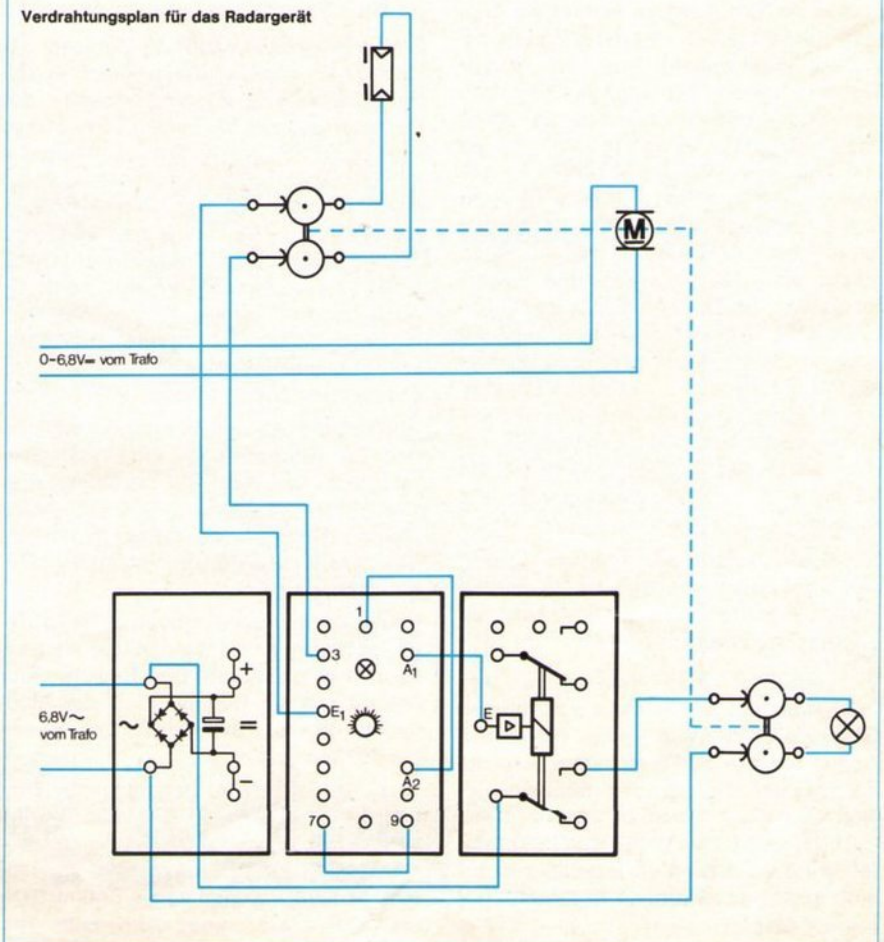 Verdrahtungsplan für das Radargerät
M
0-6,8V= vom Trafo
1
3
A1
+
E1
E
6,8V~
vom Trafo
~
=
A2
-
7
9